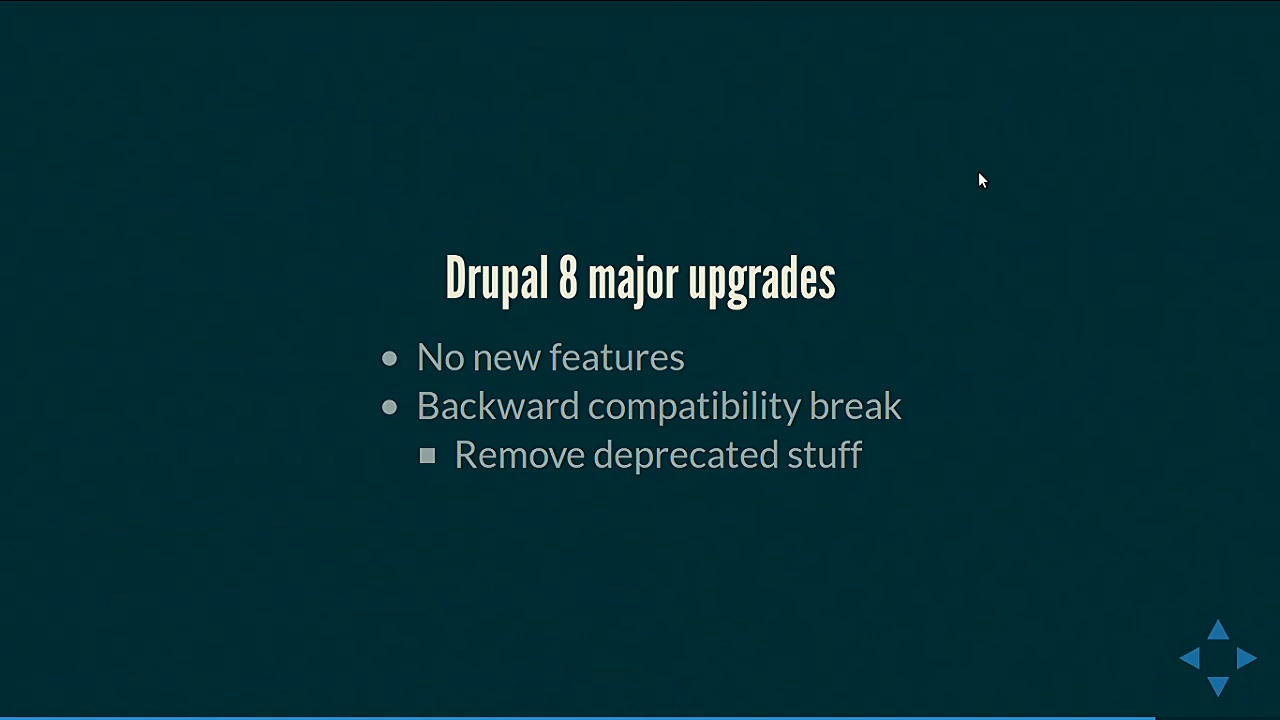 Drupal 8 major upgrades
No new features
Backward compatibility break
Remove deprecated stuff